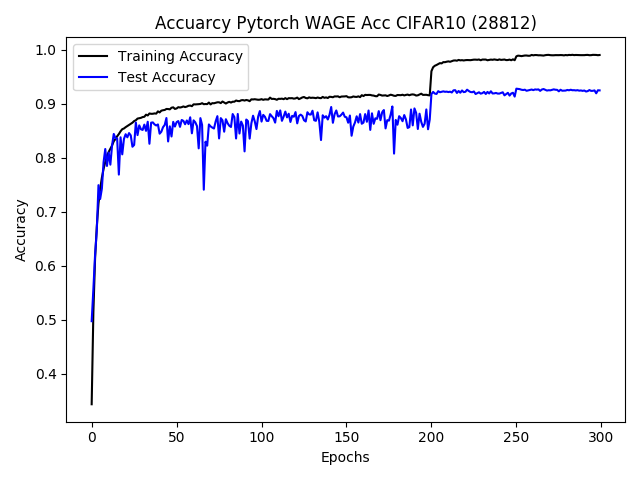 Accuarcy Pytorch WAGE Acc CIFAR10 (28812)
Training Accuracy
Test Accuracy
1.0
0.9
0.8
0.7
0.6
0.5
0.4
Accuracy
0 50 100 150 200 250 300
Epochs